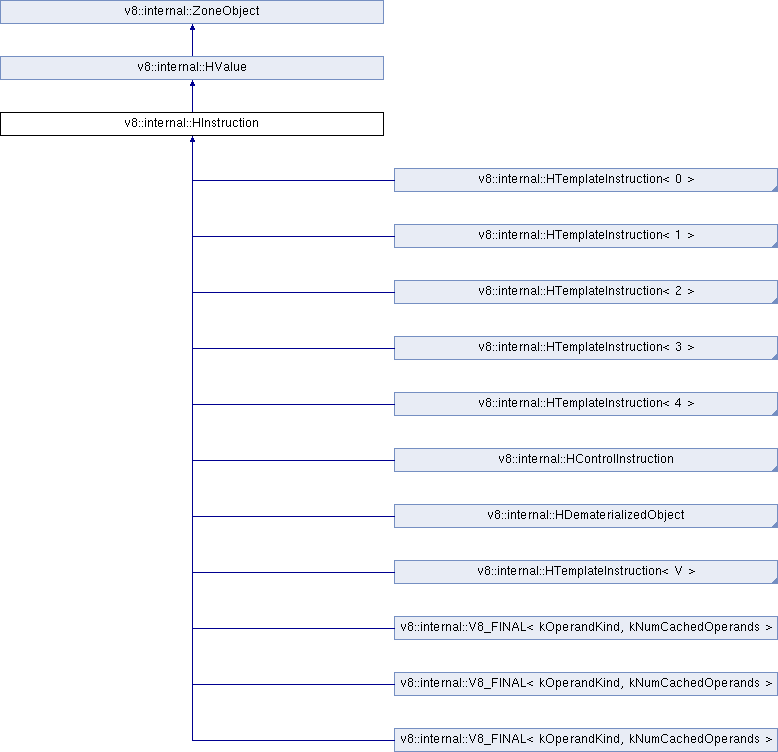 v8::internal::ZoneObject
v8::internal::HValue
v8::internal::HInstruction
v8::internal::HTemplateInstruction< 0 >
v8::internal::HTemplateInstruction< 1 >
v8::internal::HTemplateInstruction< 2 >
v8::internal::HTemplateInstruction< 3 >
v8::internal::HTemplateInstruction< 4 >
v8::internal::HControlInstruction
v8::internal::HDematerializedObject
v8::internal::HTemplateInstruction< V >
v8::internal::V8_FINAL< kOperandKind, kNumCachedOperands >
v8::internal::V8_FINAL< kOperandKind, kNumCachedOperands >
v8::internal::V8_FINAL< kOperandKind, kNumCachedOperands >